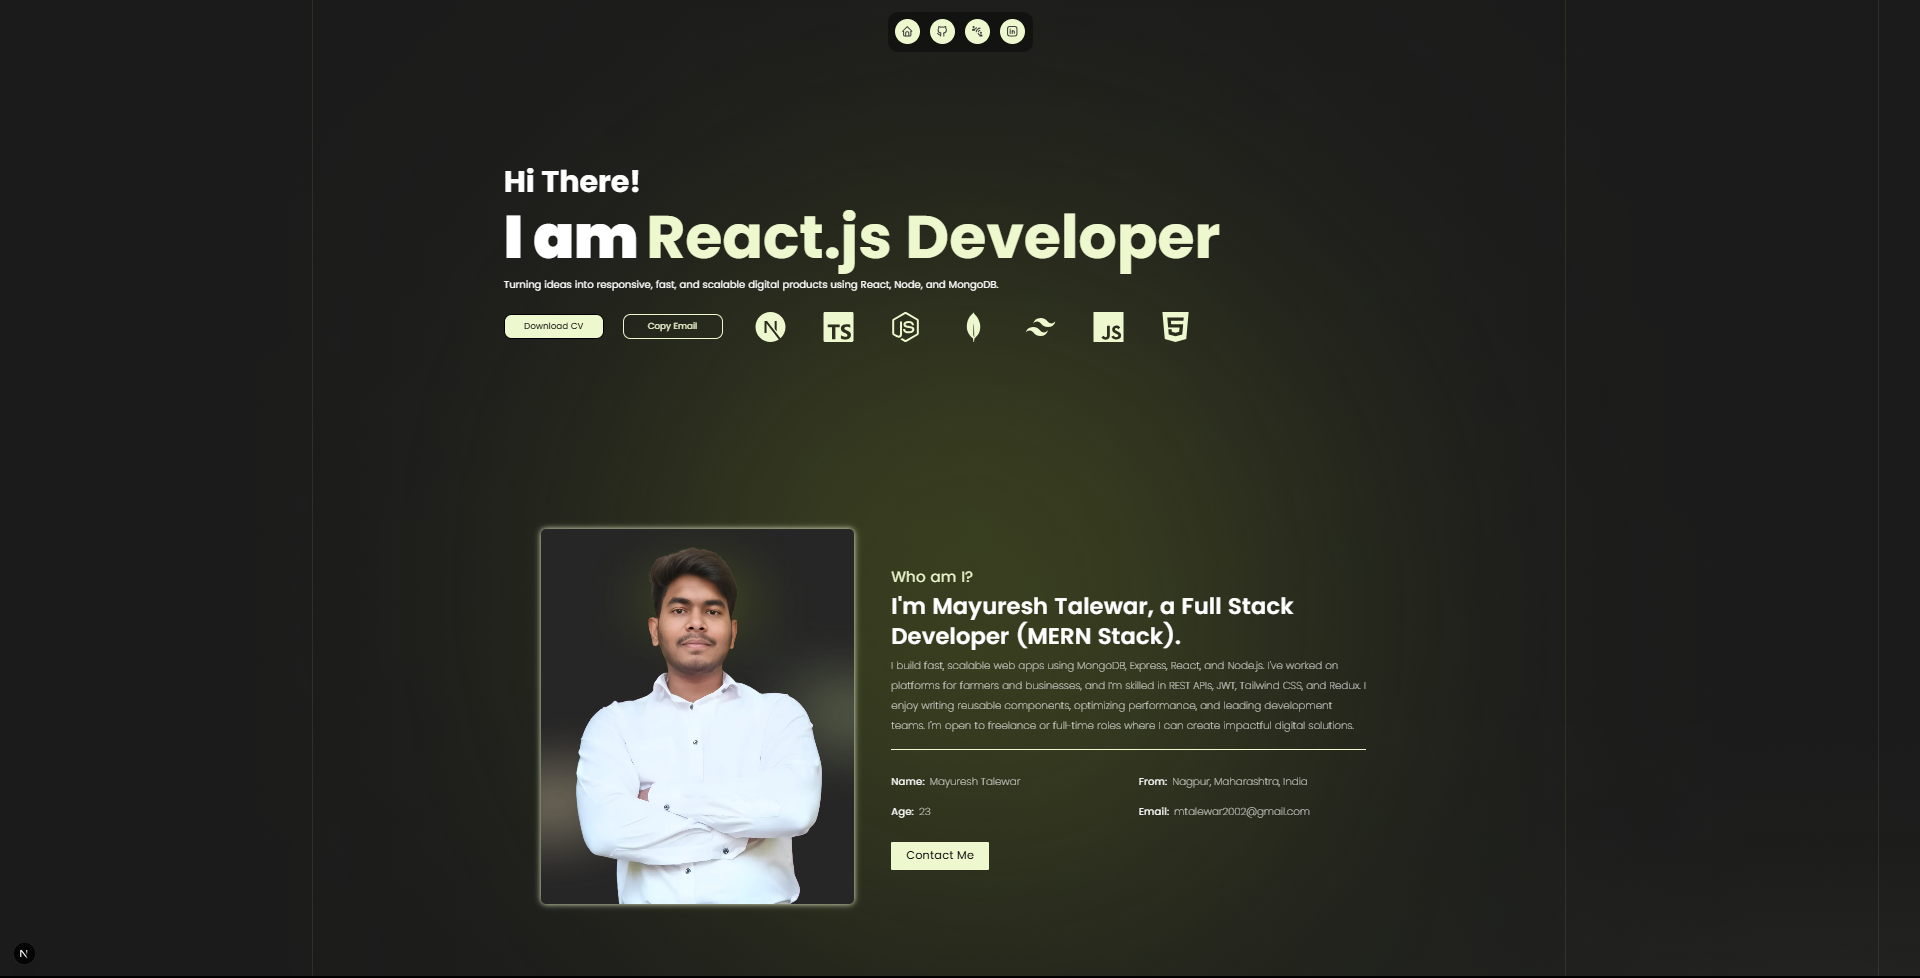 Hi There!
I am React.js Developer
Turning ideas into responsive, fast, and scalable digital products using React, Node, and MongoDB.
Download CV
Copy Email
N
TS
JS
JS
5
Who am I?
I'm Mayuresh Talewar, a Full Stack
Developer (MERN Stack).
I build fast, scalable web apps using MongoDB, Express, React, and Node.js. I've worked on
platforms for farmers and businesses, and I'm skilled in REST APIs, JWT, Tailwind CSS, and Redux. I
enjoy writing reusable components, optimizing performance, and leading development
teams. I'm open to freelance or full-time roles where I can create impactful digital solutions.
Name: Mayuresh Talewar
From: Nagpur, Maharashtra, India
Age: 23
Email: mtalewar2002@gmail.com
Contact Me
N